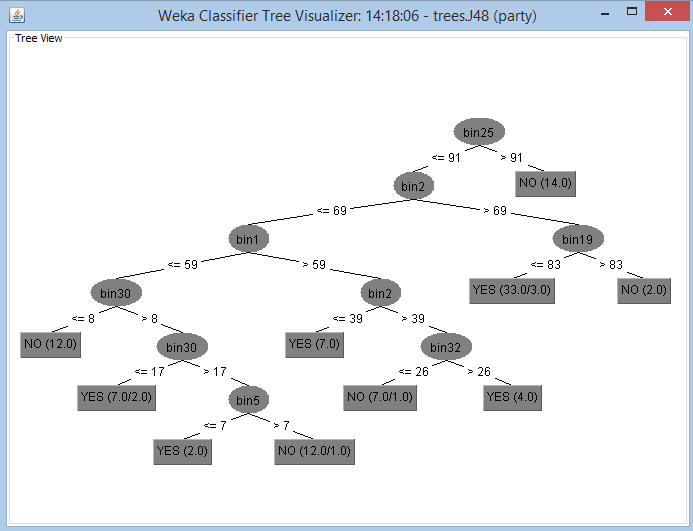 Weka Classifier Tree Visualizer: 14:18:06 - trees.J48 (party)
Tree View
bin25
<= 91 > 91
bin2 NO (14.0)
<= 69 > 69
bin1 bin19
<= 59 > 59 <= 83 > 83
bin30 bin2 YES (33.0/3.0) NO (2.0)
<= 8 > 8 <= 39 > 39
NO (12.0) bin30 YES (7.0) bin32
<= 17 > 17 <= 26 > 26
YES (7.0/2.0) bin5 NO (7.0/1.0) YES (4.0)
<= 7 > 7
YES (2.0) NO (12.0/1.0)